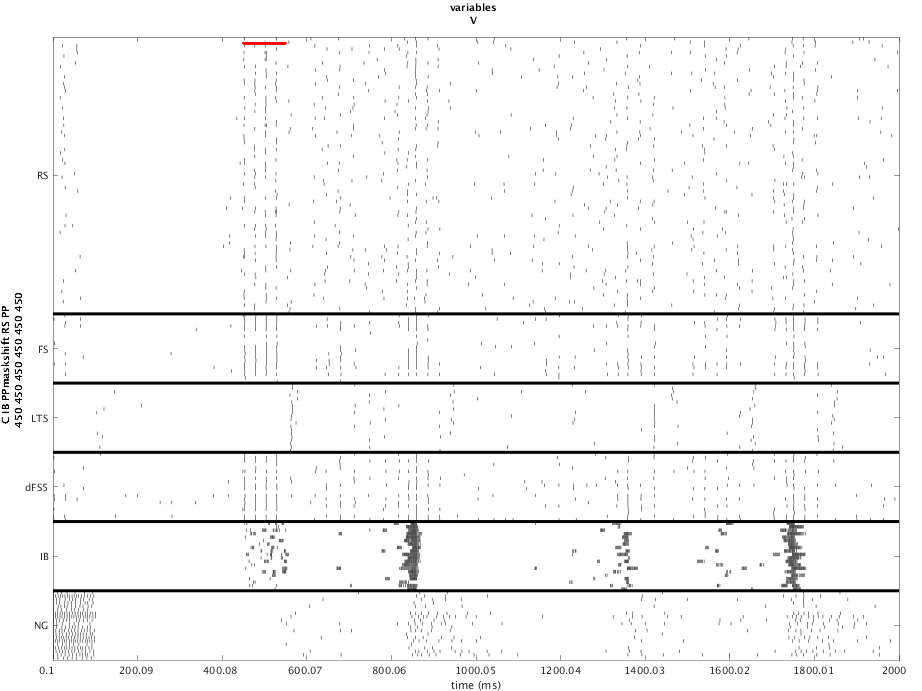 variables
V
C IB PPmaskshift RS PP
450 450 450 450 450 450
RS
FS
LTS
dFS5
IB
NG
0.1 200.09 400.08 600.07 800.06 1000.05 1200.04 1400.03 1600.02 1800.01 2000
time (ms)